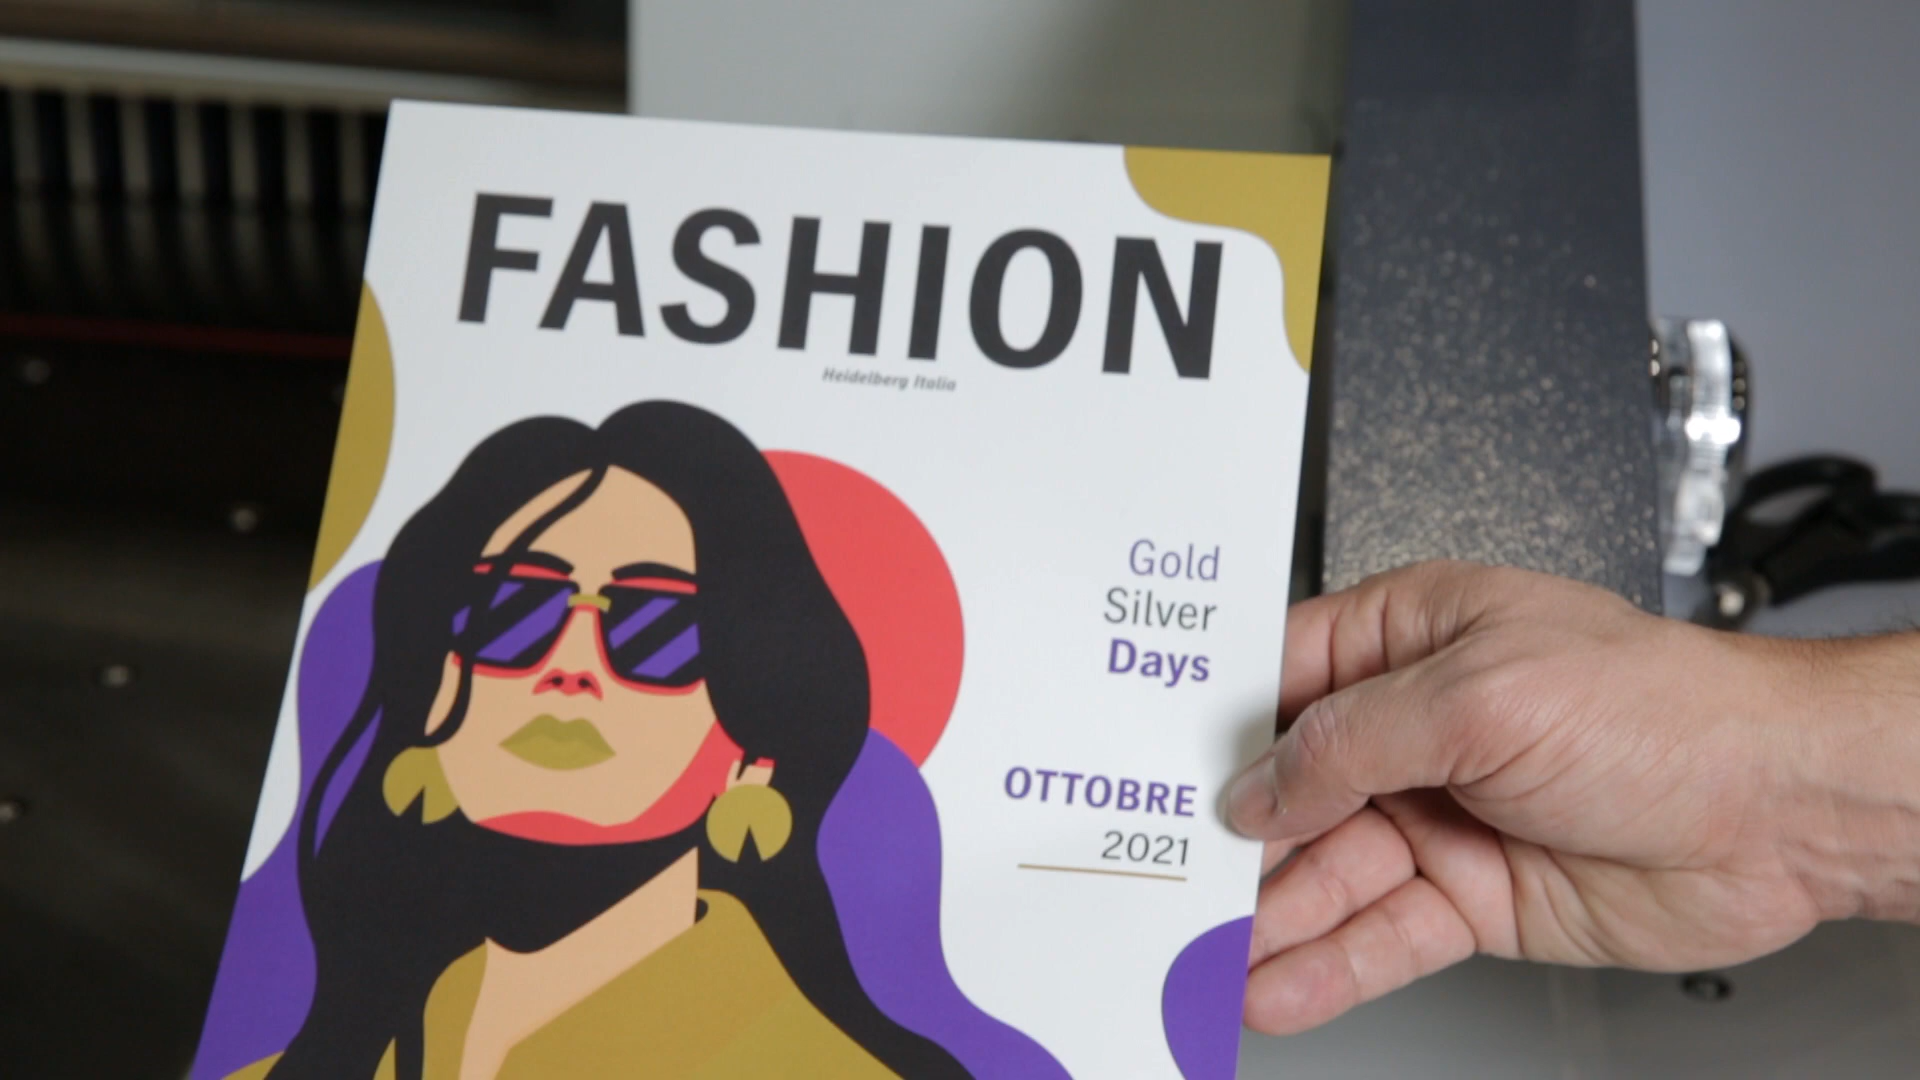 FASHION
Heidelberg Italia
Gold
Silver
Days
OTTOBRE
2021